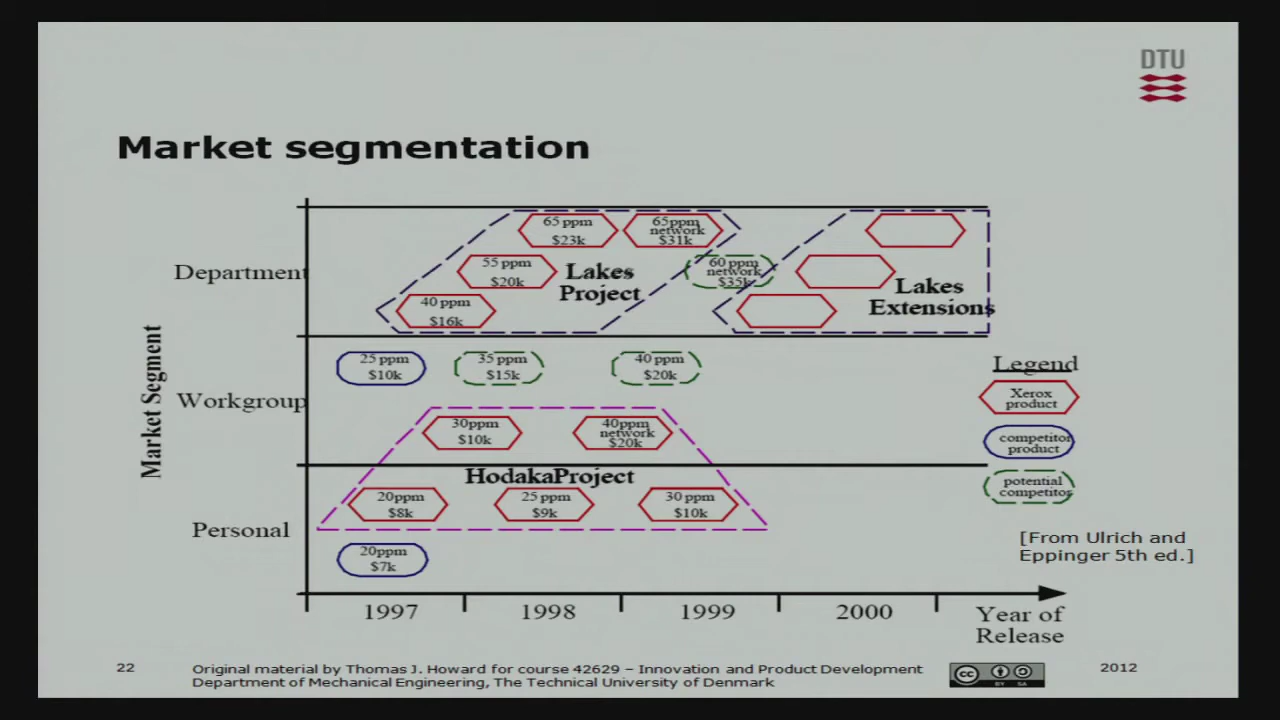 DTU
Market segmentation
65 ppm
$23k
65ppm
network
$31k
Department
55 ppm
$20k
Lakes
Project
60 ppm
network
$35k
Lakes
Extensions
40 ppm
$16k
Market Segment
Workgroup
25 ppm
$10k
35 ppm
$15k
40 ppm
$20k
30ppm
$10k
40ppm
network
$20k
HodakaProject
Personal
20ppm
$8k
25 ppm
$9k
30 ppm
$10k
20ppm
$7k
Legend
Xerox
product
competitor
product
potential
competitor
[From Ulrich and
Eppinger 5th ed.]
1997
1998
1999
2000
Year of
Release
22
Original material by Thomas J. Howard for course 42629 – Innovation and Product Development
Department of Mechanical Engineering, The Technical University of Denmark
cc
BY SA
2012